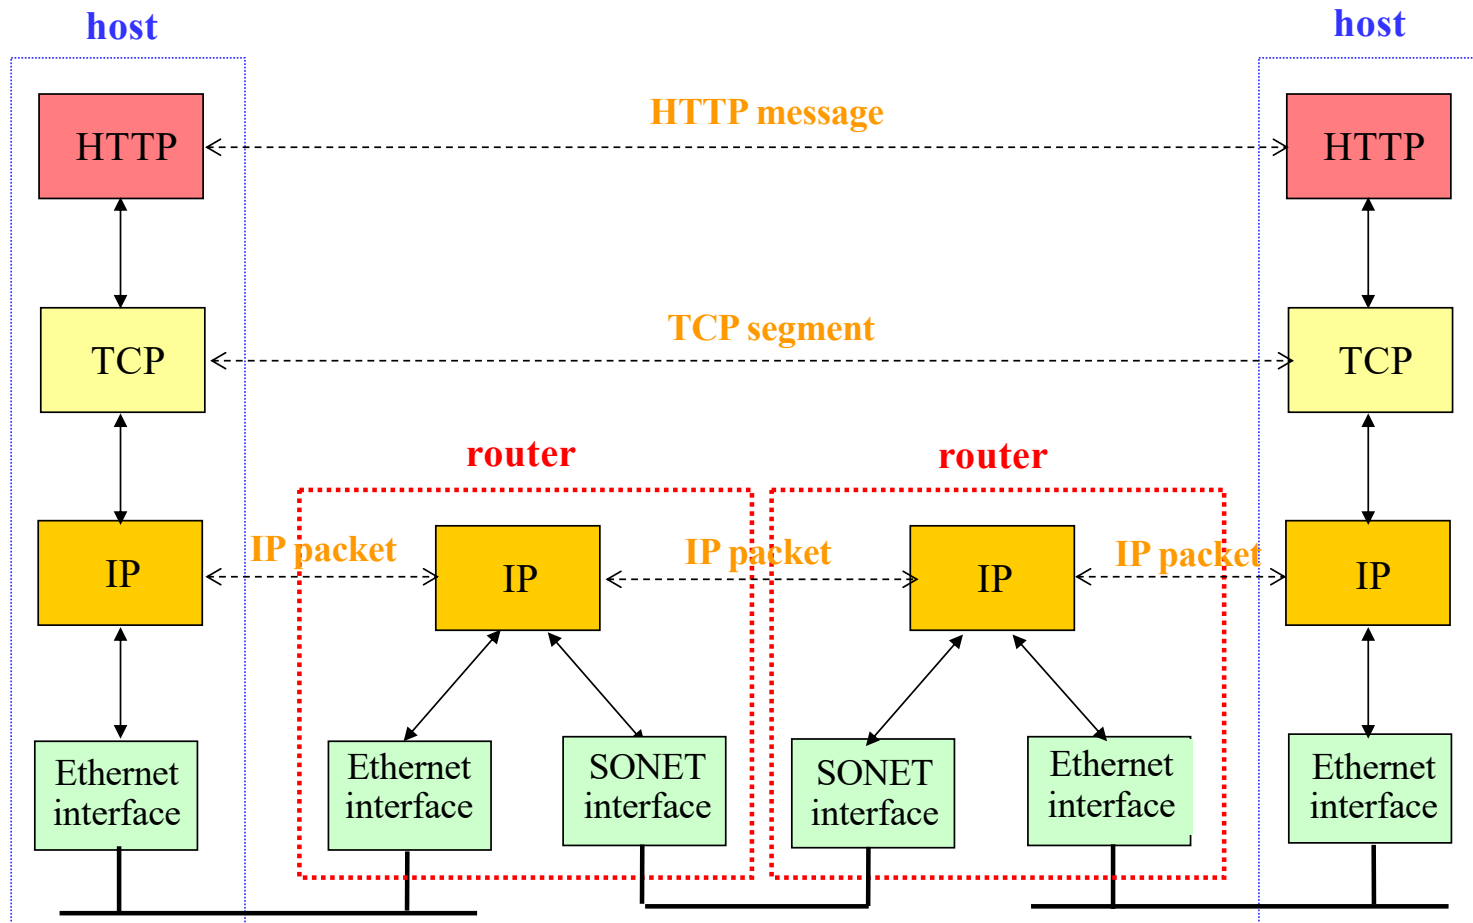 host
host
HTTP message
HTTP
HTTP
TCP segment
TCP
TCP
router
router
IP packet
IP packet
IP packet
IP
IP
IP
IP
Ethernet
interface
Ethernet
interface
SONET
interface
SONET
interface
Ethernet
interface
Ethernet
interface